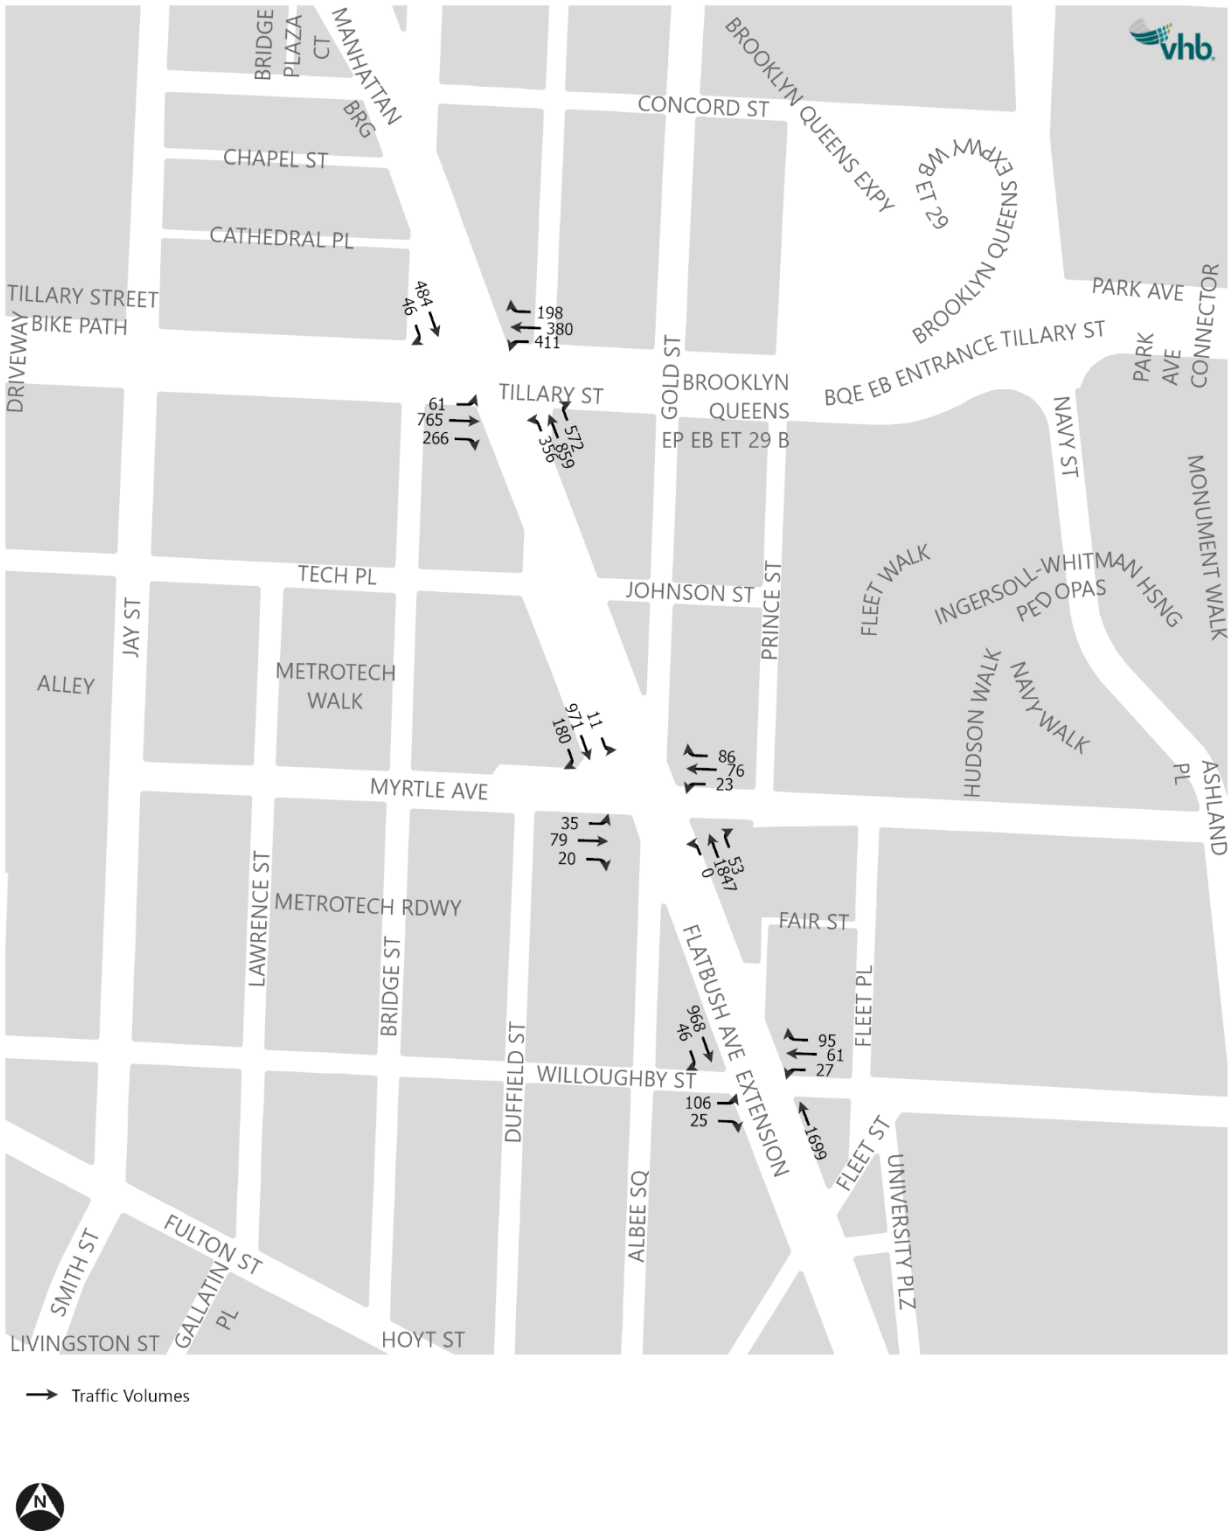 BRIDGE
PLAZA
CT
MANHATTAN
BRG
BROOKLYN QUEENS EXPY
vhb
CONCORD ST
CHAPEL ST
BROOKLYN QUEENS EXPWY WB ET 29
CATHEDRAL PL
TILLARY STREET
BIKE PATH
DRIVEWAY
484
46
198
380
411
PARK AVE
PARK
AVE
CONNECTOR
BQE EB ENTRANCE TILLARY ST
GOLD ST
TILLARY ST
BROOKLYN
QUEENS
EP EB ET 29 B
61
765
266
356
859
572
NAVY ST
MONUMENT WALK
TECH PL
JOHNSON ST
PRINCE ST
FLEET WALK
INGERSOLL-WHITMAN HSNG
PED OPAS
JAY ST
ALLEY
METROTECH
WALK
HUDSON WALK
NAVY WALK
180
971
11
86
76
23
ASHLAND
PL
MYRTLE AVE
35
79
20
0
1847
53
LAWRENCE ST
METROTECH RDWY
BRIDGE ST
FAIR ST
FLEET PL
FLATBUSH AVE EXTENSION
968
46
95
61
27
DUFFIELD ST
WILLOUGHBY ST
106
25
1699
FLEET ST
UNIVERSITY PLZ
ALBEE SQ
SMITH ST
FULTON ST
GALLATIN
PL
LIVINGSTON ST
HOYT ST
Traffic Volumes
N